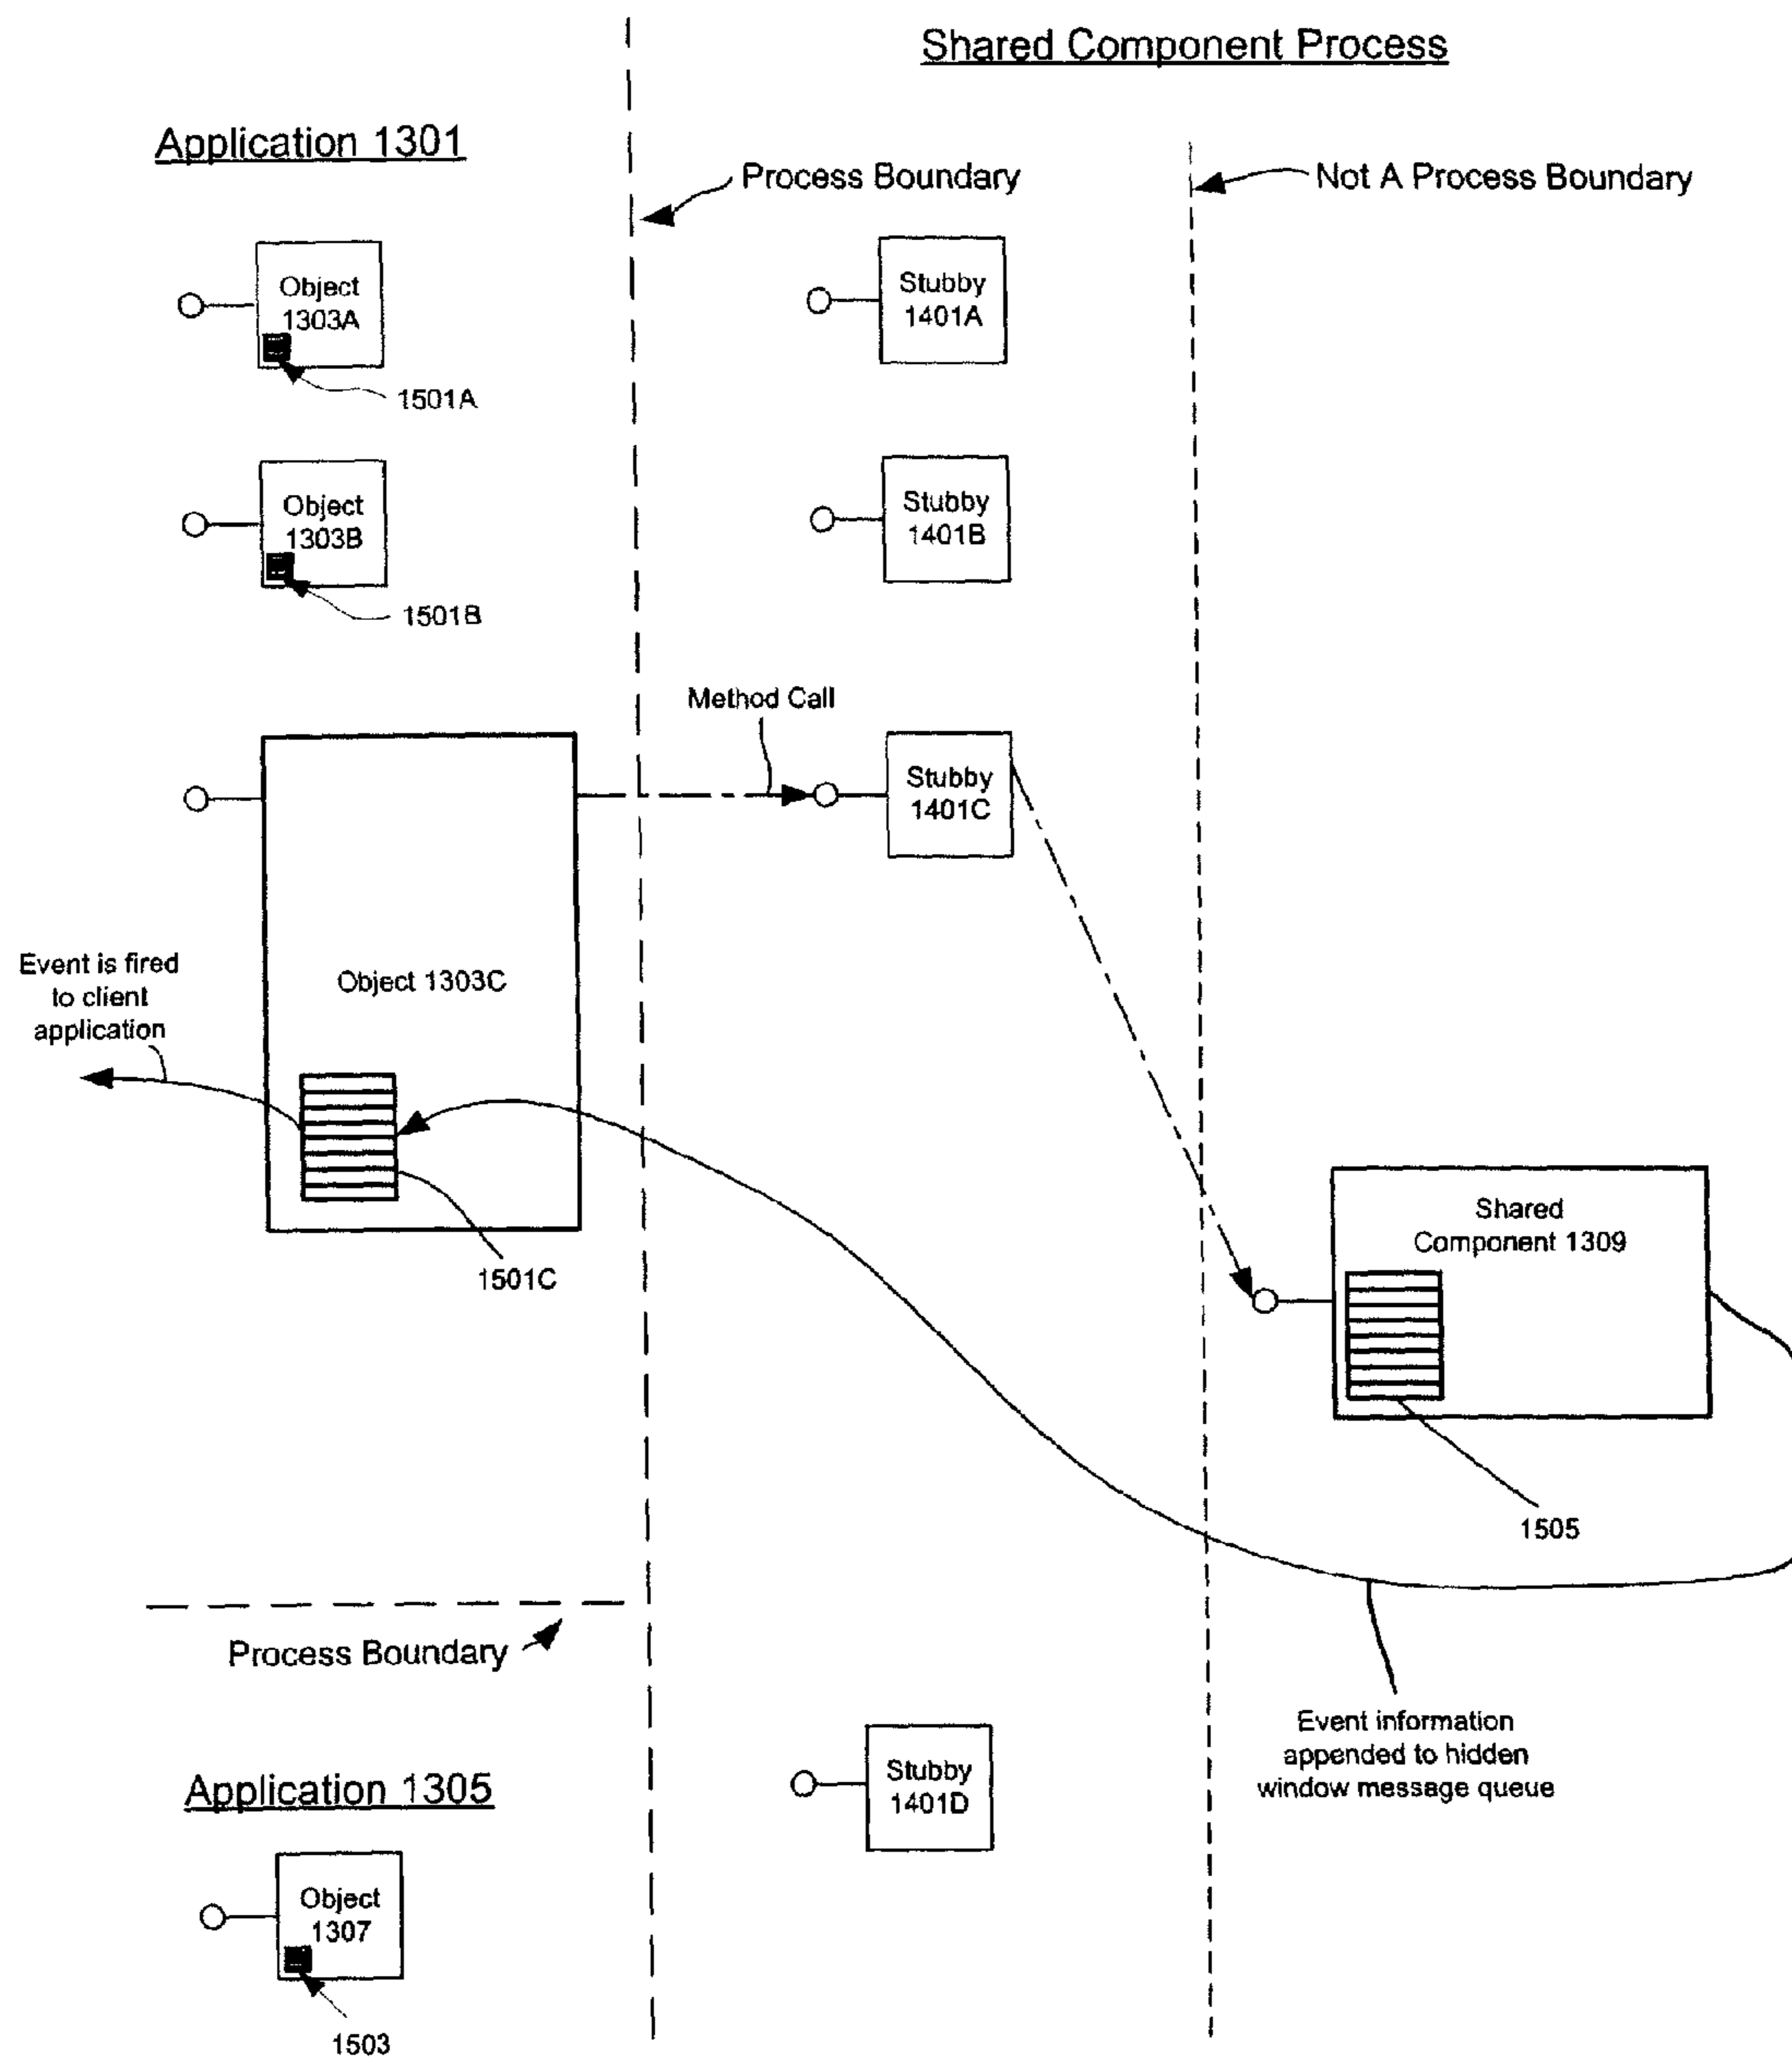 Shared Component Process
Application 1301
Process Boundary
Not A Process Boundary
Object
1303A
1501A
Stubby
1401A
Object
1303B
1501B
Stubby
1401B
Method Call
Stubby
1401C
Event is fired
to client
application
Object 1303C
1501C
Shared
Component 1309
1505
Process Boundary
Event information
appended to hidden
window message queue
Stubby
1401D
Application 1305
Object
1307
1503